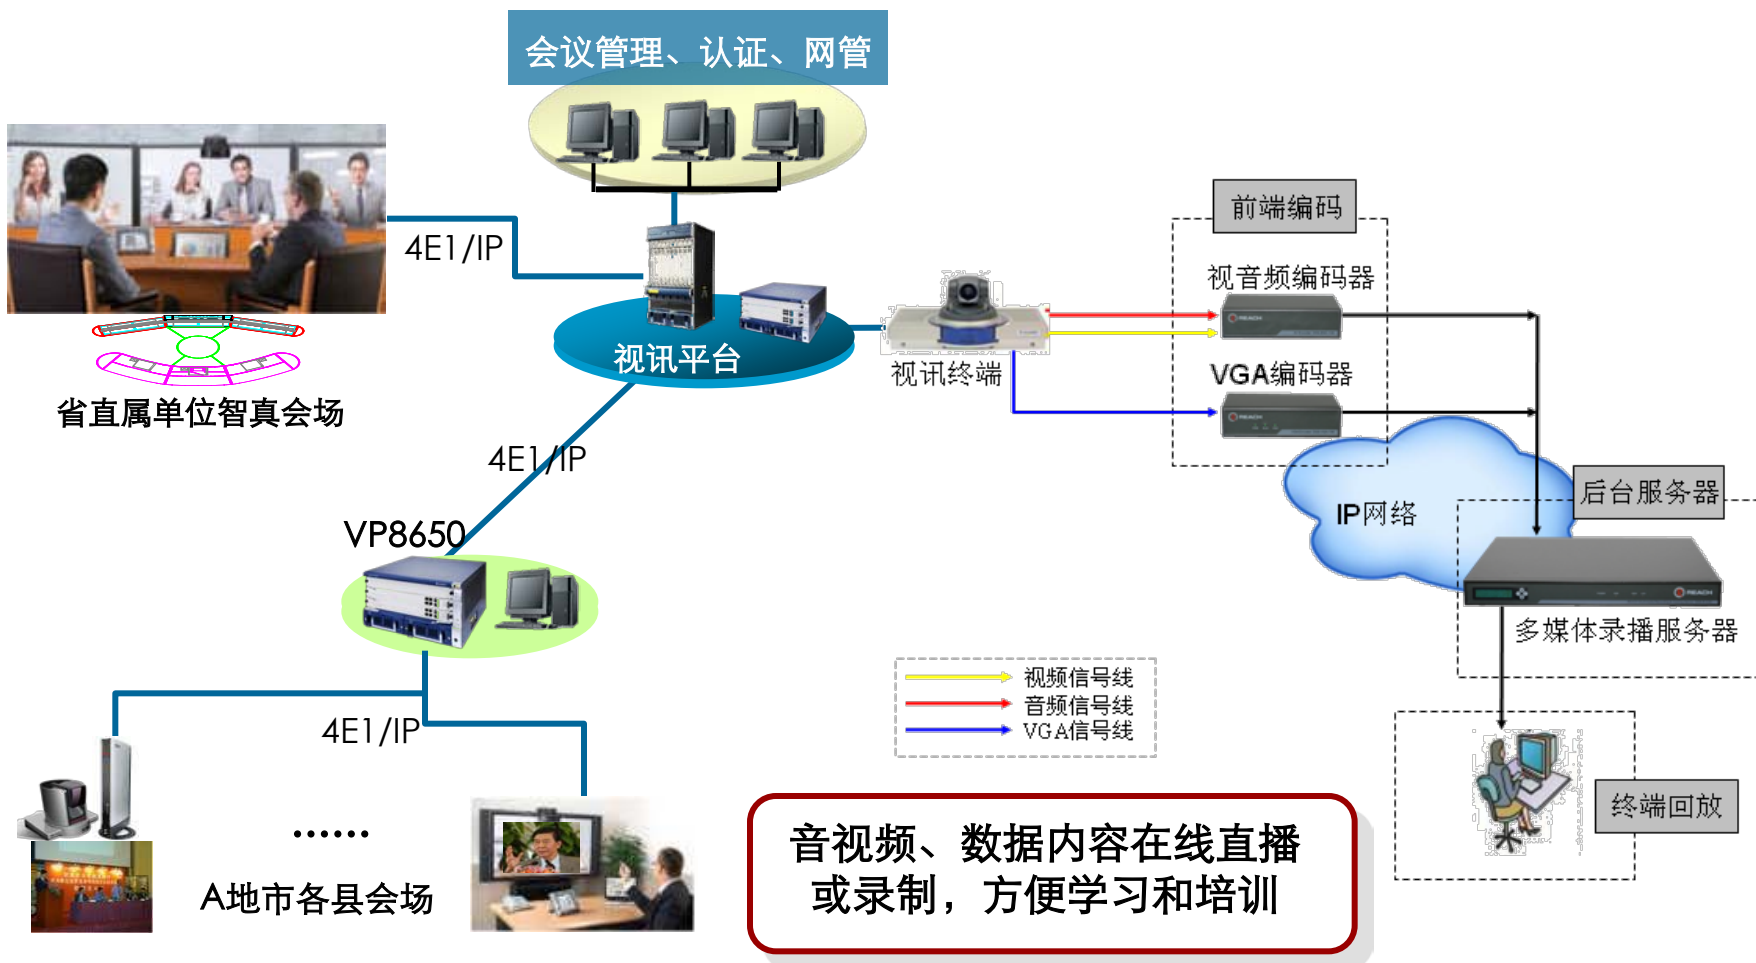 会议管理、认证、网管
4E1/IP
前端编码
视音频编码器
REACH
视讯平台
视讯终端
VGA编码器
REACH
省直属单位智真会场
4E1/IP
IP网络
后台服务器
VP8650
REACH
多媒体录播服务器
视频信号线
音频信号线
VGA信号线
4E1/IP
终端回放
......
A地市各县会场
音视频、数据内容在线直播
或录制，方便学习和培训